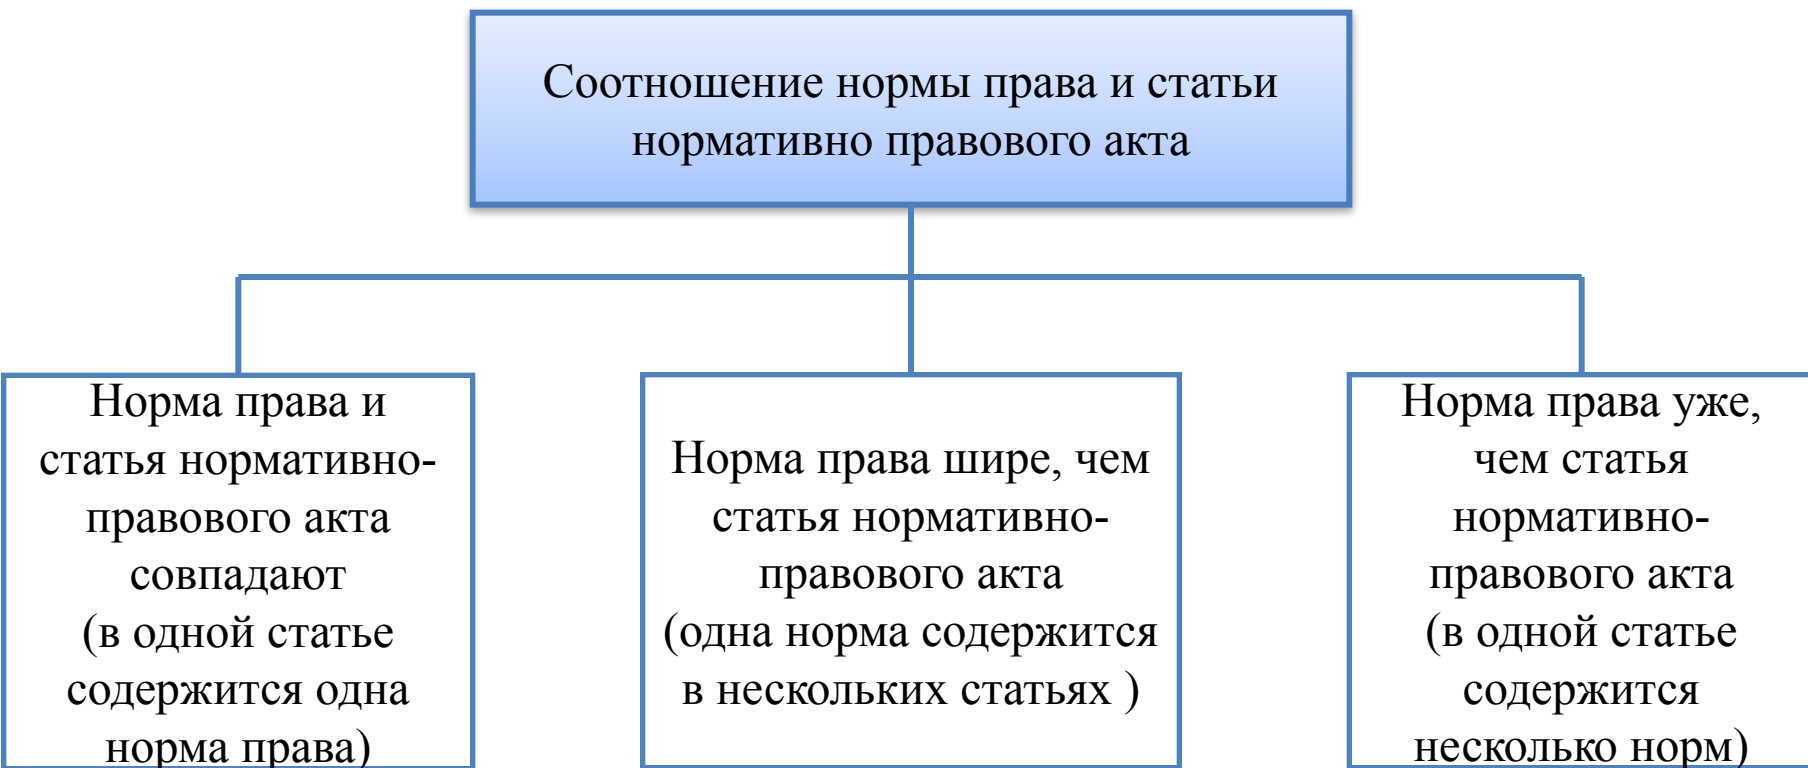 Соотношение нормы права и статьи
нормативно правового акта
Норма права и
статья нормативно-
правового акта
совпадают
(в одной статье
содержится одна
норма права)
Норма права шире, чем
статья нормативно-
правового акта
(одна норма содержится
в нескольких статьях )
Норма права уже,
чем статья
нормативно-
правового акта
(в одной статье
содержится
несколько норм)